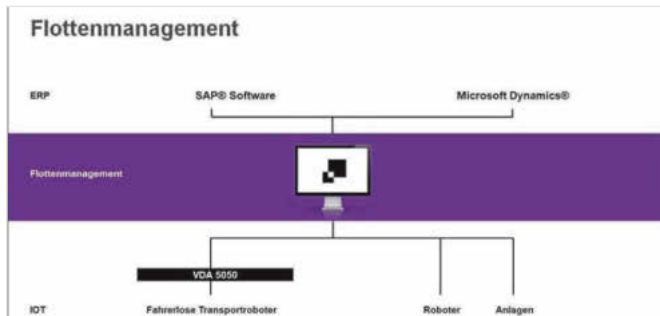 Flottenmanagement
ERP SAP® Software Microsoft Dynamics®
Flottenmanagement
VDA 5050
IOT Fahrerlose Transportroboter Roboter Anlagen